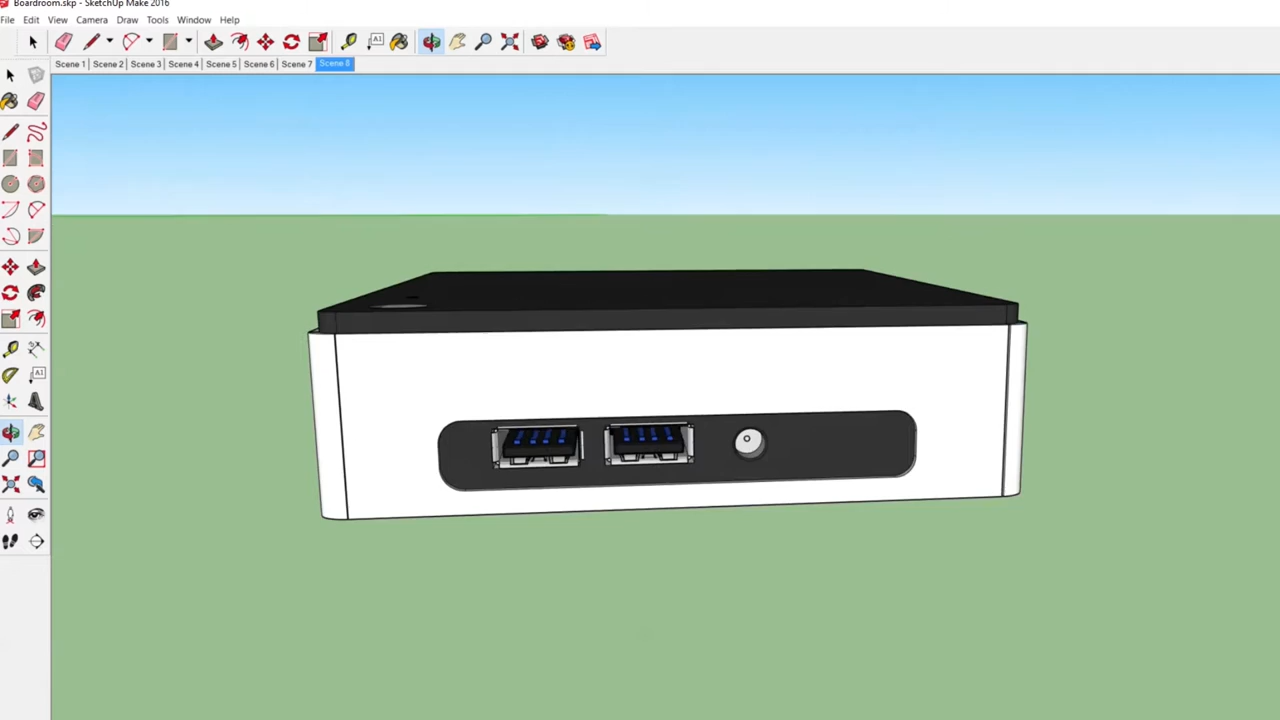 Boardroom.skp - SketchUp Make 2016
File Edit View Camera Draw Tools Window Help
Scene 1 Scene 2 Scene 3 Scene 4 Scene 5 Scene 6 Scene 7 Scene 8